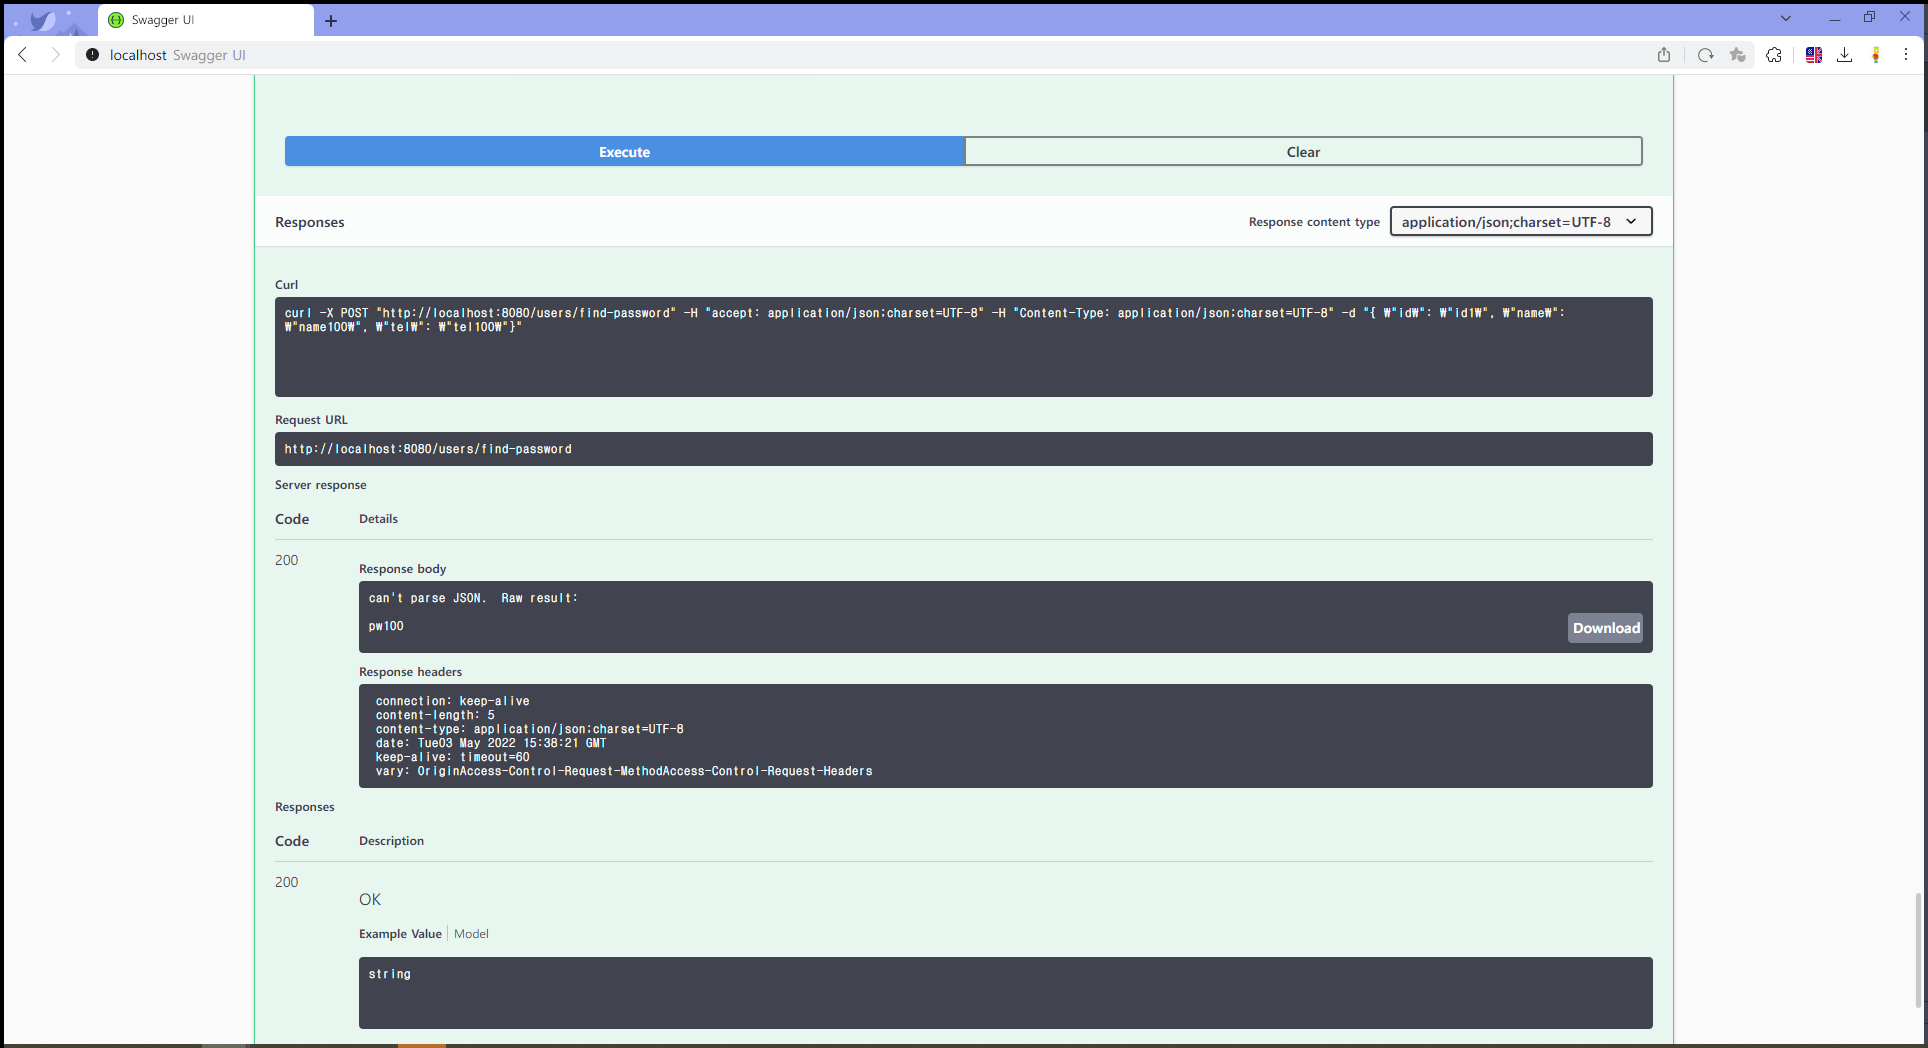 Swagger UI
localhost Swagger UI
Execute
Clear
Responses
Response content type
application/json;charset=UTF-8
Curl
curl -X POST "http://localhost:8080/users/find-password" -H "accept: application/json;charset=UTF-8" -H "Content-Type: application/json;charset=UTF-8" -d "{ ₩"id₩": ₩"id1₩", ₩"name₩":
₩"name100₩", ₩"tel₩": ₩"tel100₩"}"
Request URL
http://localhost:8080/users/find-password
Server response
Code Details
200
Response body
can't parse JSON.  Raw result:
pw100
Download
Response headers
connection: keep-alive
content-length: 5
content-type: application/json;charset=UTF-8
date: Tue03 May 2022 15:38:21 GMT
keep-alive: timeout=60
vary: OriginAccess-Control-Request-MethodAccess-Control-Request-Headers
Responses
Code Description
200
OK
Example Value Model
string